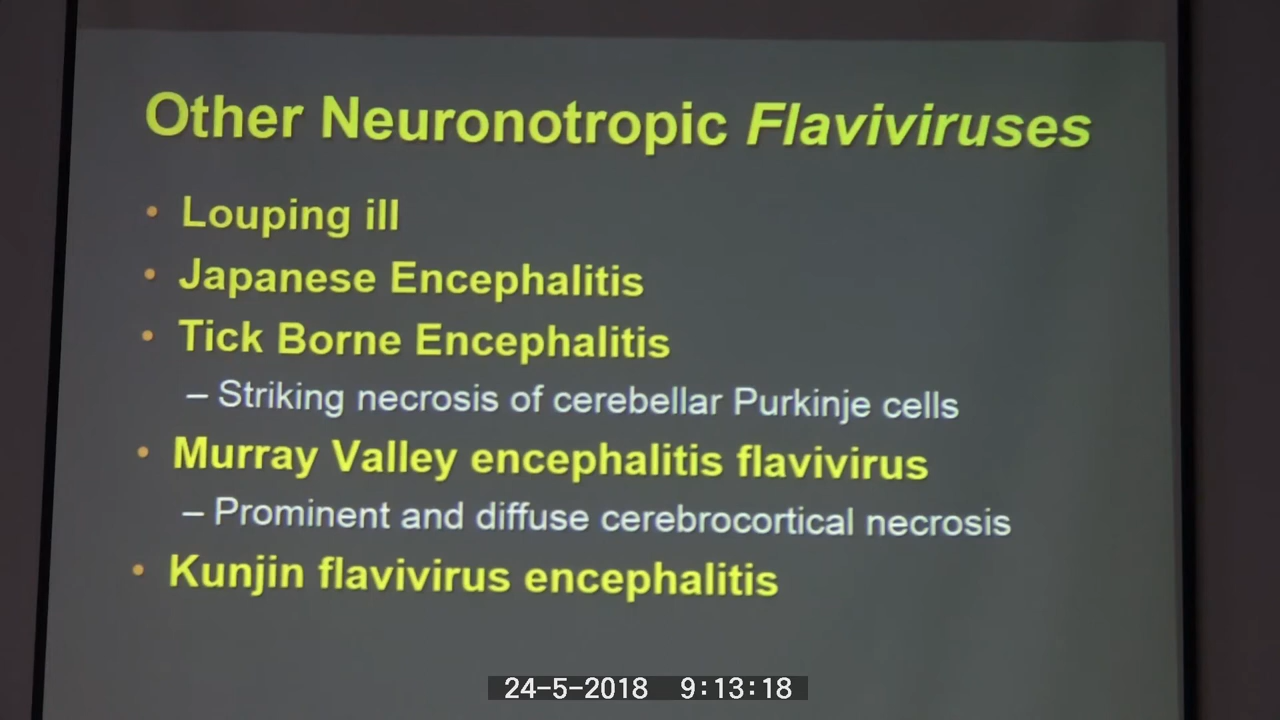 Other Neuronotropic Flaviviruses
• Louping ill
• Japanese Encephalitis
• Tick Borne Encephalitis
– Striking necrosis of cerebellar Purkinje cells
• Murray Valley encephalitis flavivirus
– Prominent and diffuse cerebrocortical necrosis
• Kunjin flavivirus encephalitis
24-5-2018 9:13:18